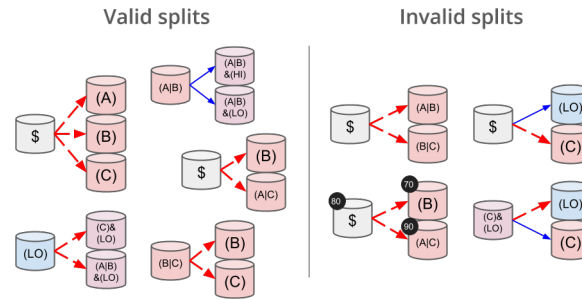 Valid splits
Invalid splits
$
(A)
(B)
(C)
(A|B)
(A|B)
&(HI)
(A|B)
&(LO)
$
(B)
(A|C)
(LO)
(C)&
(LO)
(A|B)
&(LO)
(B|C)
(B)
(C)
$
(A|B)
(B|C)
$
(LO)
(C)
80
$
70
(B)
90
(A|C)
(C)&
(LO)
(LO)
(C)